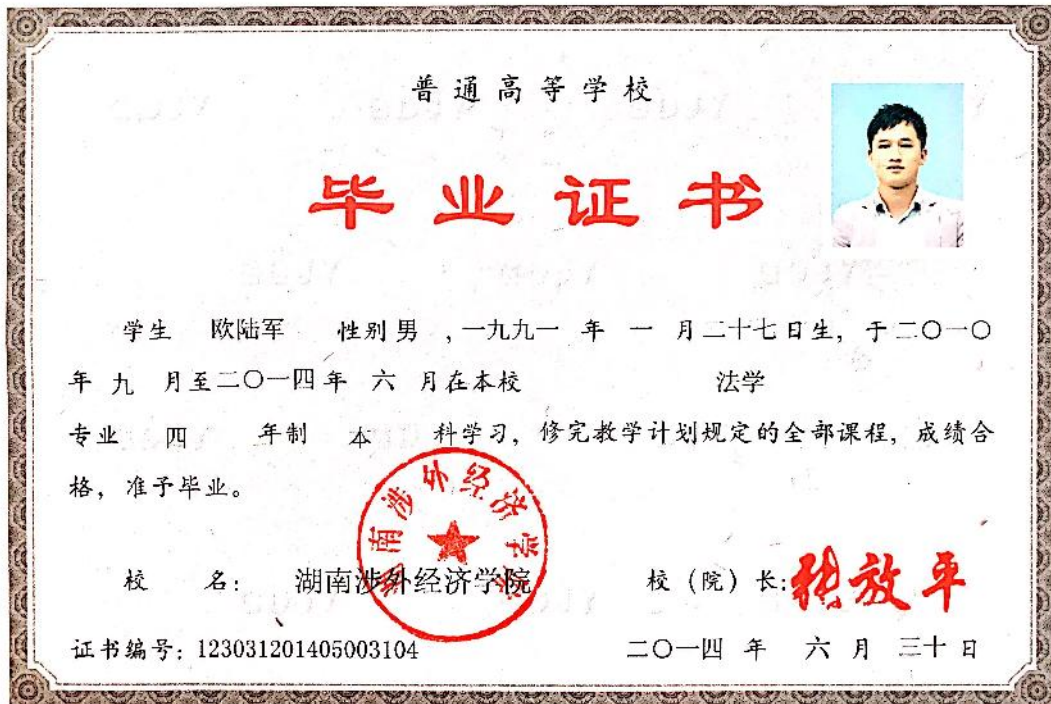 普通高等学校
毕业证书
学生 欧陆军 性别 男 ,一九九一 年 一 月二十七日生, 于二〇一〇
年 九 月至二〇一四年 六 月在本校 法学
专业 四 年制 本 科学习, 修完教学计划规定的全部课程, 成绩合
格, 准予毕业。
湖南涉外经济学院
校 名: 湖南涉外经济学院 校 (院) 长: 张放平
证书编号: 123031201405003104 二〇一四 年 六 月 三十 日